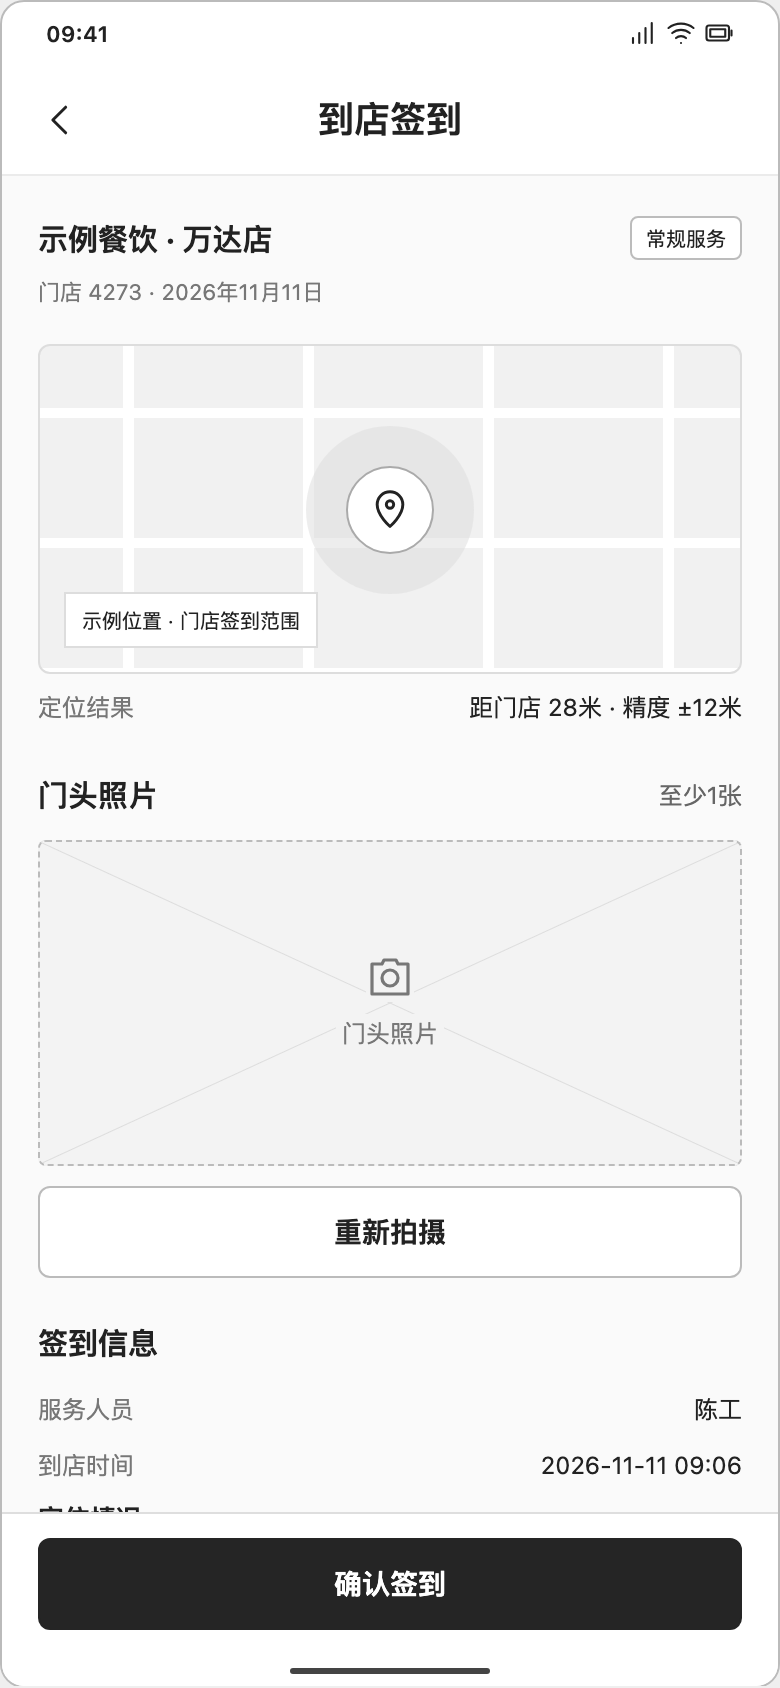 09:41
到店签到
示例餐饮 · 万达店
常规服务
门店 4273 · 2026年11月11日
示例位置 · 门店签到范围
定位结果
距门店 28米 · 精度 ±12米
门头照片
至少1张
门头照片
重新拍摄
签到信息
服务人员
陈工
到店时间
2026-11-11 09:06
确认签到